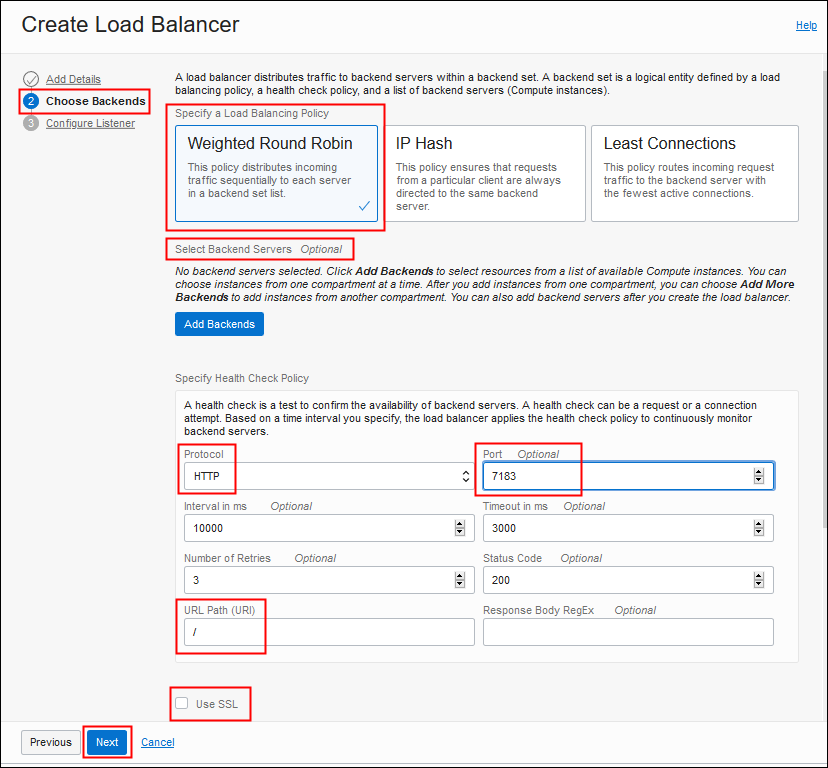 Create Load Balancer
Help
Add Details
2 Choose Backends
3 Configure Listener
A load balancer distributes traffic to backend servers within a backend set. A backend set is a logical entity defined by a load
balancing policy, a health check policy, and a list of backend servers (Compute instances).
Specify a Load Balancing Policy
Weighted Round Robin
This policy distributes incoming
traffic sequentially to each server
in a backend set list.
IP Hash
This policy ensures that requests
from a particular client are always
directed to the same backend
server.
Least Connections
This policy routes incoming request
traffic to the backend server with
the fewest active connections.
Select Backend Servers Optional
No backend servers selected. Click Add Backends to select resources from a list of available Compute instances. You can
choose instances from one compartment at a time. After you add instances from one compartment, you can choose Add More
Backends to add instances from another compartment. You can also add backend servers after you create the load balancer.
Add Backends
Specify Health Check Policy
A health check is a test to confirm the availability of backend servers. A health check can be a request or a connection
attempt. Based on a time interval you specify, the load balancer applies the health check policy to continuously monitor
backend servers.
Protocol
HTTP
Port Optional
7183
Interval in ms Optional
10000
Timeout in ms Optional
3000
Number of Retries Optional
3
Status Code Optional
200
URL Path (URI)
/
Response Body RegEx Optional
Use SSL
Previous
Next
Cancel